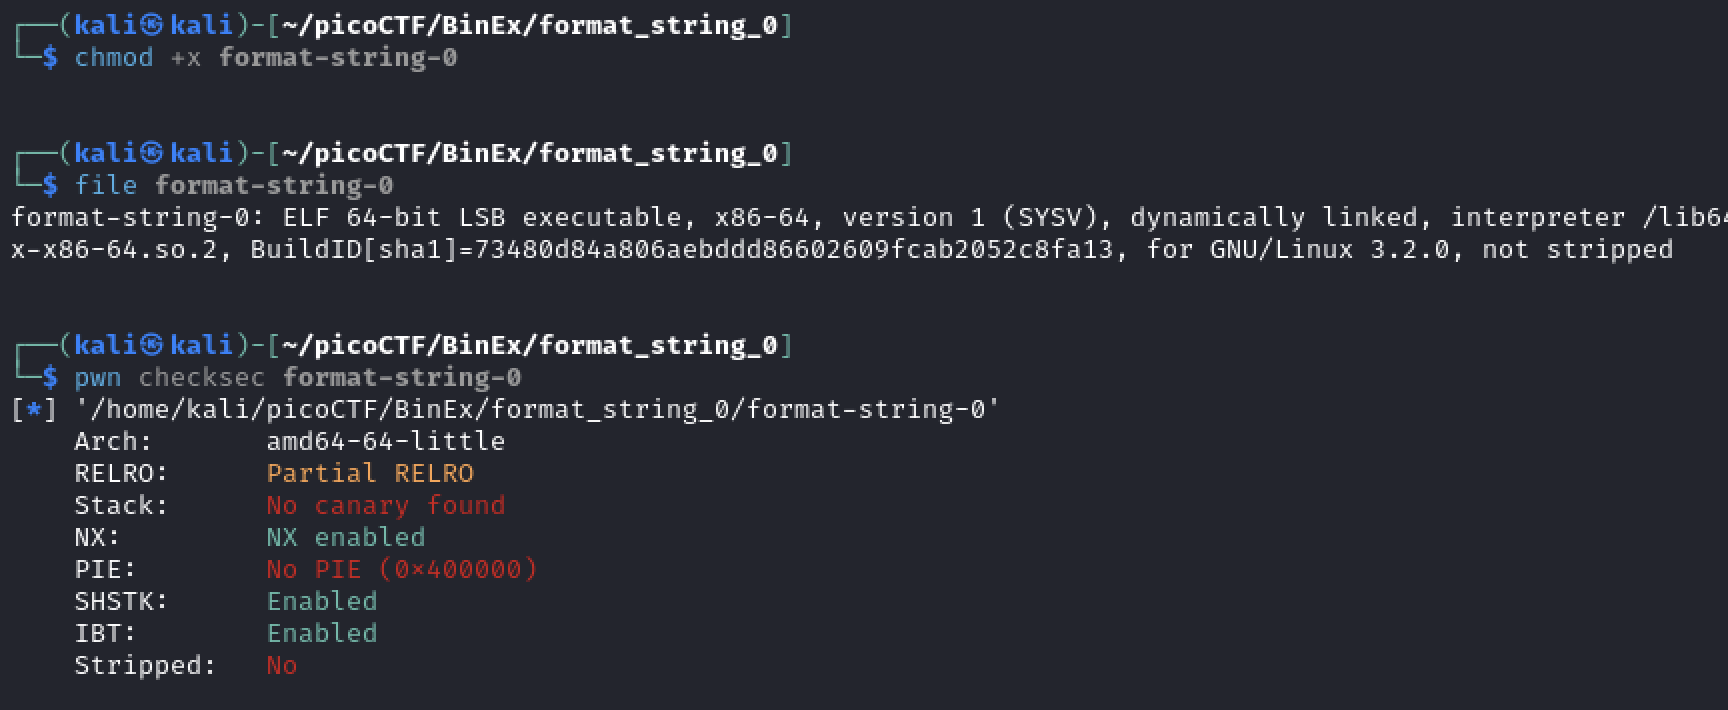 ┌──(kali㉿kali)-[~/picoCTF/BinEx/format_string_0]
└─$ chmod +x format-string-0
┌──(kali㉿kali)-[~/picoCTF/BinEx/format_string_0]
└─$ file format-string-0
format-string-0: ELF 64-bit LSB executable, x86-64, version 1 (SYSV), dynamically linked, interpreter /lib64
x-x86-64.so.2, BuildID[sha1]=73480d84a806aebddd86602609fcab2052c8fa13, for GNU/Linux 3.2.0, not stripped
┌──(kali㉿kali)-[~/picoCTF/BinEx/format_string_0]
└─$ pwn checksec format-string-0
[*] '/home/kali/picoCTF/BinEx/format_string_0/format-string-0'
Arch: amd64-64-little
RELRO: Partial RELRO
Stack: No canary found
NX: NX enabled
PIE: No PIE (0x400000)
SHSTK: Enabled
IBT: Enabled
Stripped: No